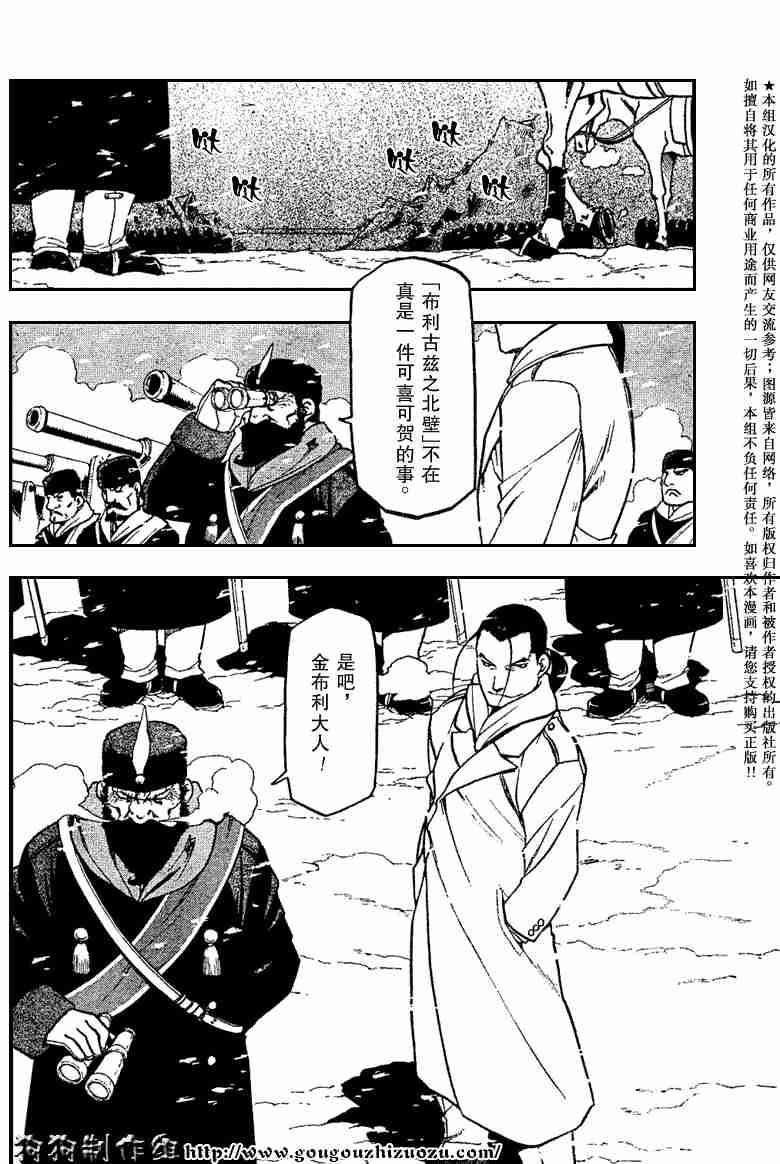 「布利古兹之北壁」不在
真是一件可喜可贺的事。
是吧，
金布利大人！
★本组汉化的所有作品，仅供网友交流参考；图源皆来自网络，所有版权归作者和被作者授权的出版社所有。
如擅自将其用于任何商业用途而产生的一切后果，本组不负任何责任。如喜欢本漫画，请您支持购买正版!!
狗狗制作组 http://www.gougouzhizuozu.com/